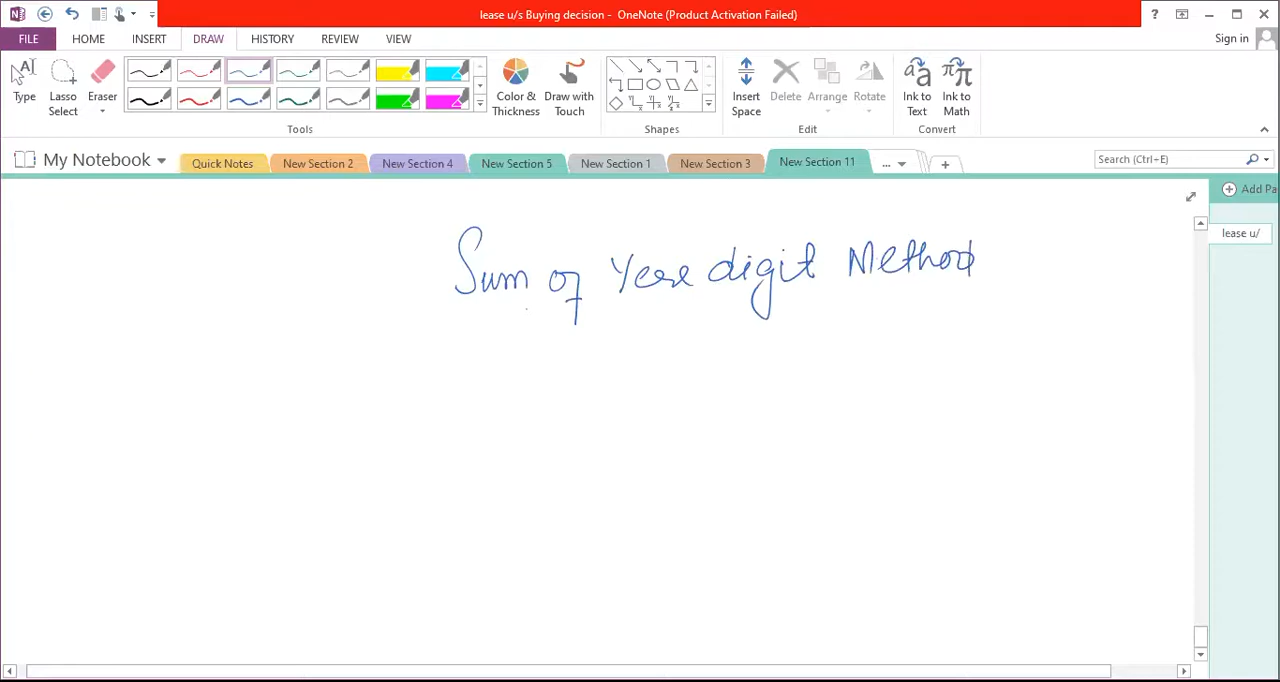 lease u/s Buying decision - OneNote (Product Activation Failed)
?
FILE HOME INSERT DRAW HISTORY REVIEW VIEW
Sign in
Type
Lasso Select
Eraser
Color & Thickness
Draw with Touch
Insert Space
Delete
Arrange
Rotate
Ink to Text
Ink to Math
Tools Shapes Edit Convert
My Notebook Quick Notes New Section 2 New Section 4 New Section 5 New Section 1 New Section 3 New Section 11 ... Search (Ctrl+E)
Add Pa
lease u/
Sum of Year digit Method